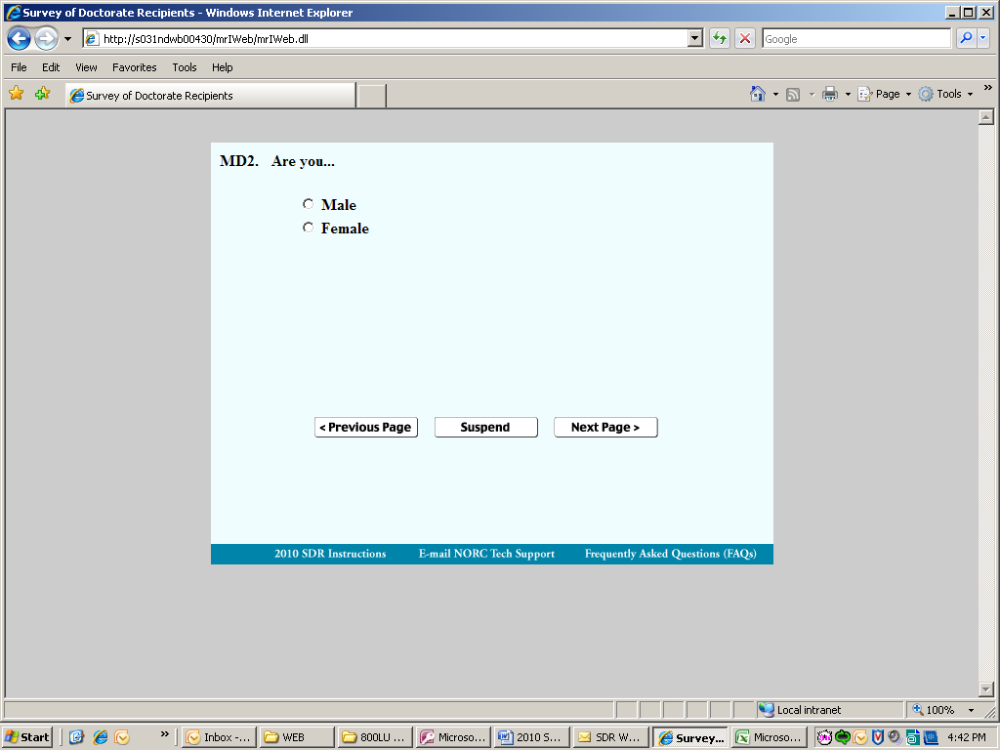 Survey of Doctorate Recipients - Windows Internet Explorer
http://s031ndwb00430/mrIWeb/mrIWeb.dll
Google
File Edit View Favorites Tools Help
Survey of Doctorate Recipients
Page Tools »
MD2. Are you...
Male
Female
< Previous Page Suspend Next Page >
2010 SDR Instructions E-mail NORC Tech Support Frequently Asked Questions (FAQs)
Local intranet 100%
Start » Inbox -... WEB 800LU ... Microso... 2010 S... SDR W... Survey... Microso... 4:42 PM